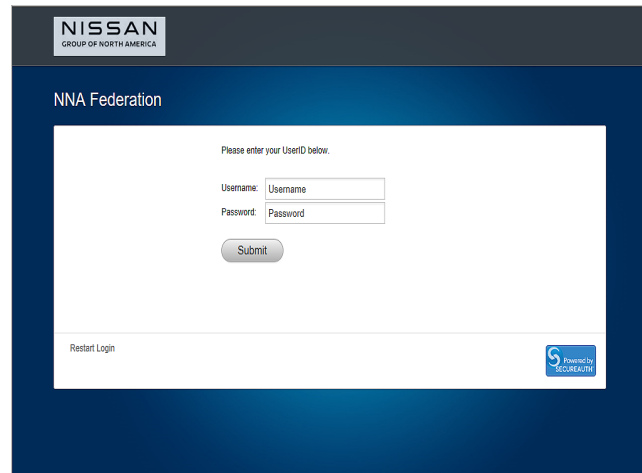 NISSAN
GROUP OF NORTH AMERICA
NNA Federation
Please enter your UserID below.
Username: Username
Password: Password
Submit
Restart Login
Powered by
SECUREAUTH